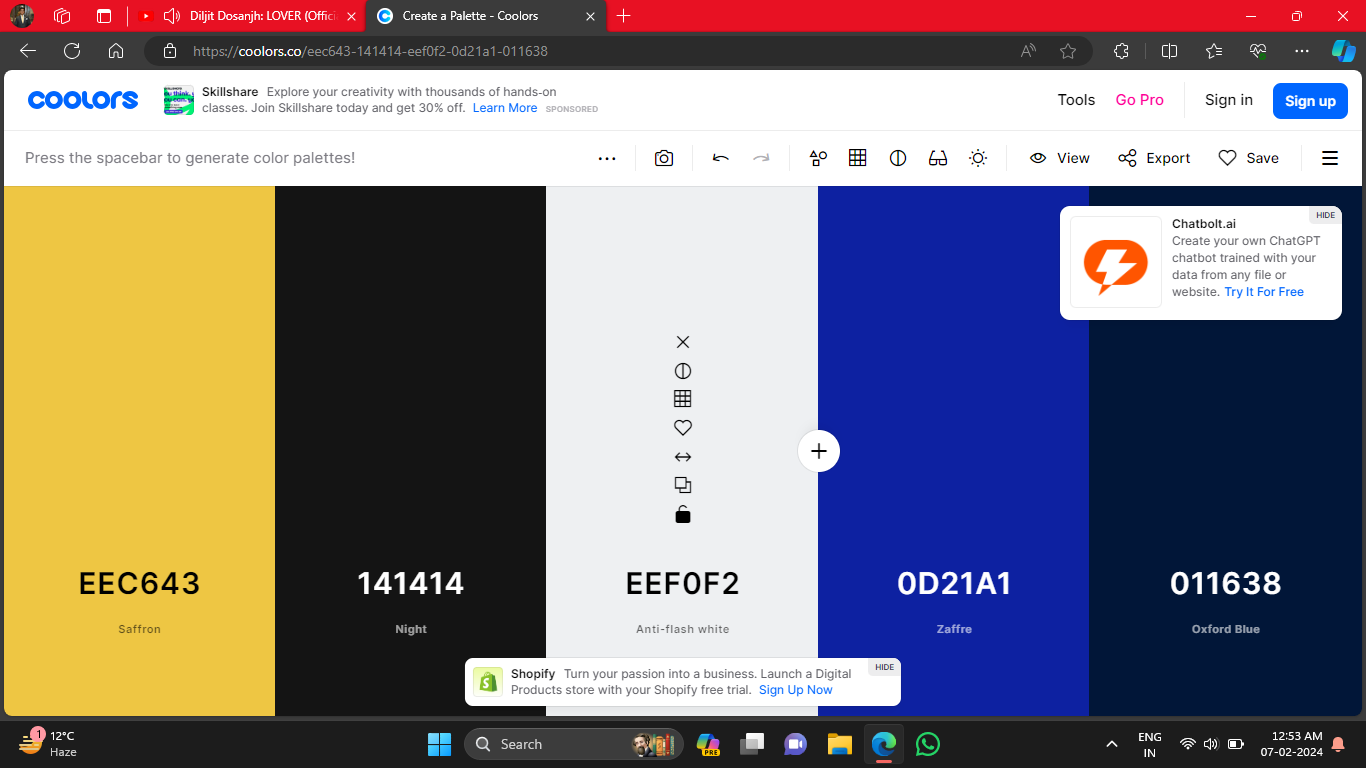 Diljit Dosanjh: LOVER (Offici
Create a Palette - Coolors
https://coolors.co/eec643-141414-eef0f2-0d21a1-011638
coolors
Skillshare Explore your creativity with thousands of hands-on
classes. Join Skillshare today and get 30% off. Learn More SPONSORED
Tools
Go Pro
Sign in
Sign up
Press the spacebar to generate color palettes!
View
Export
Save
HIDE
Chatbolt.ai
Create your own ChatGPT
chatbot trained with your
data from any file or
website. Try It For Free
EEC643
Saffron
141414
Night
EEF0F2
Anti-flash white
0D21A1
Zaffre
011638
Oxford Blue
HIDE
Shopify Turn your passion into a business. Launch a Digital
Products store with your Shopify free trial. Sign Up Now
1
12°C
Haze
Search
PRE
ENG
IN
12:53 AM
07-02-2024